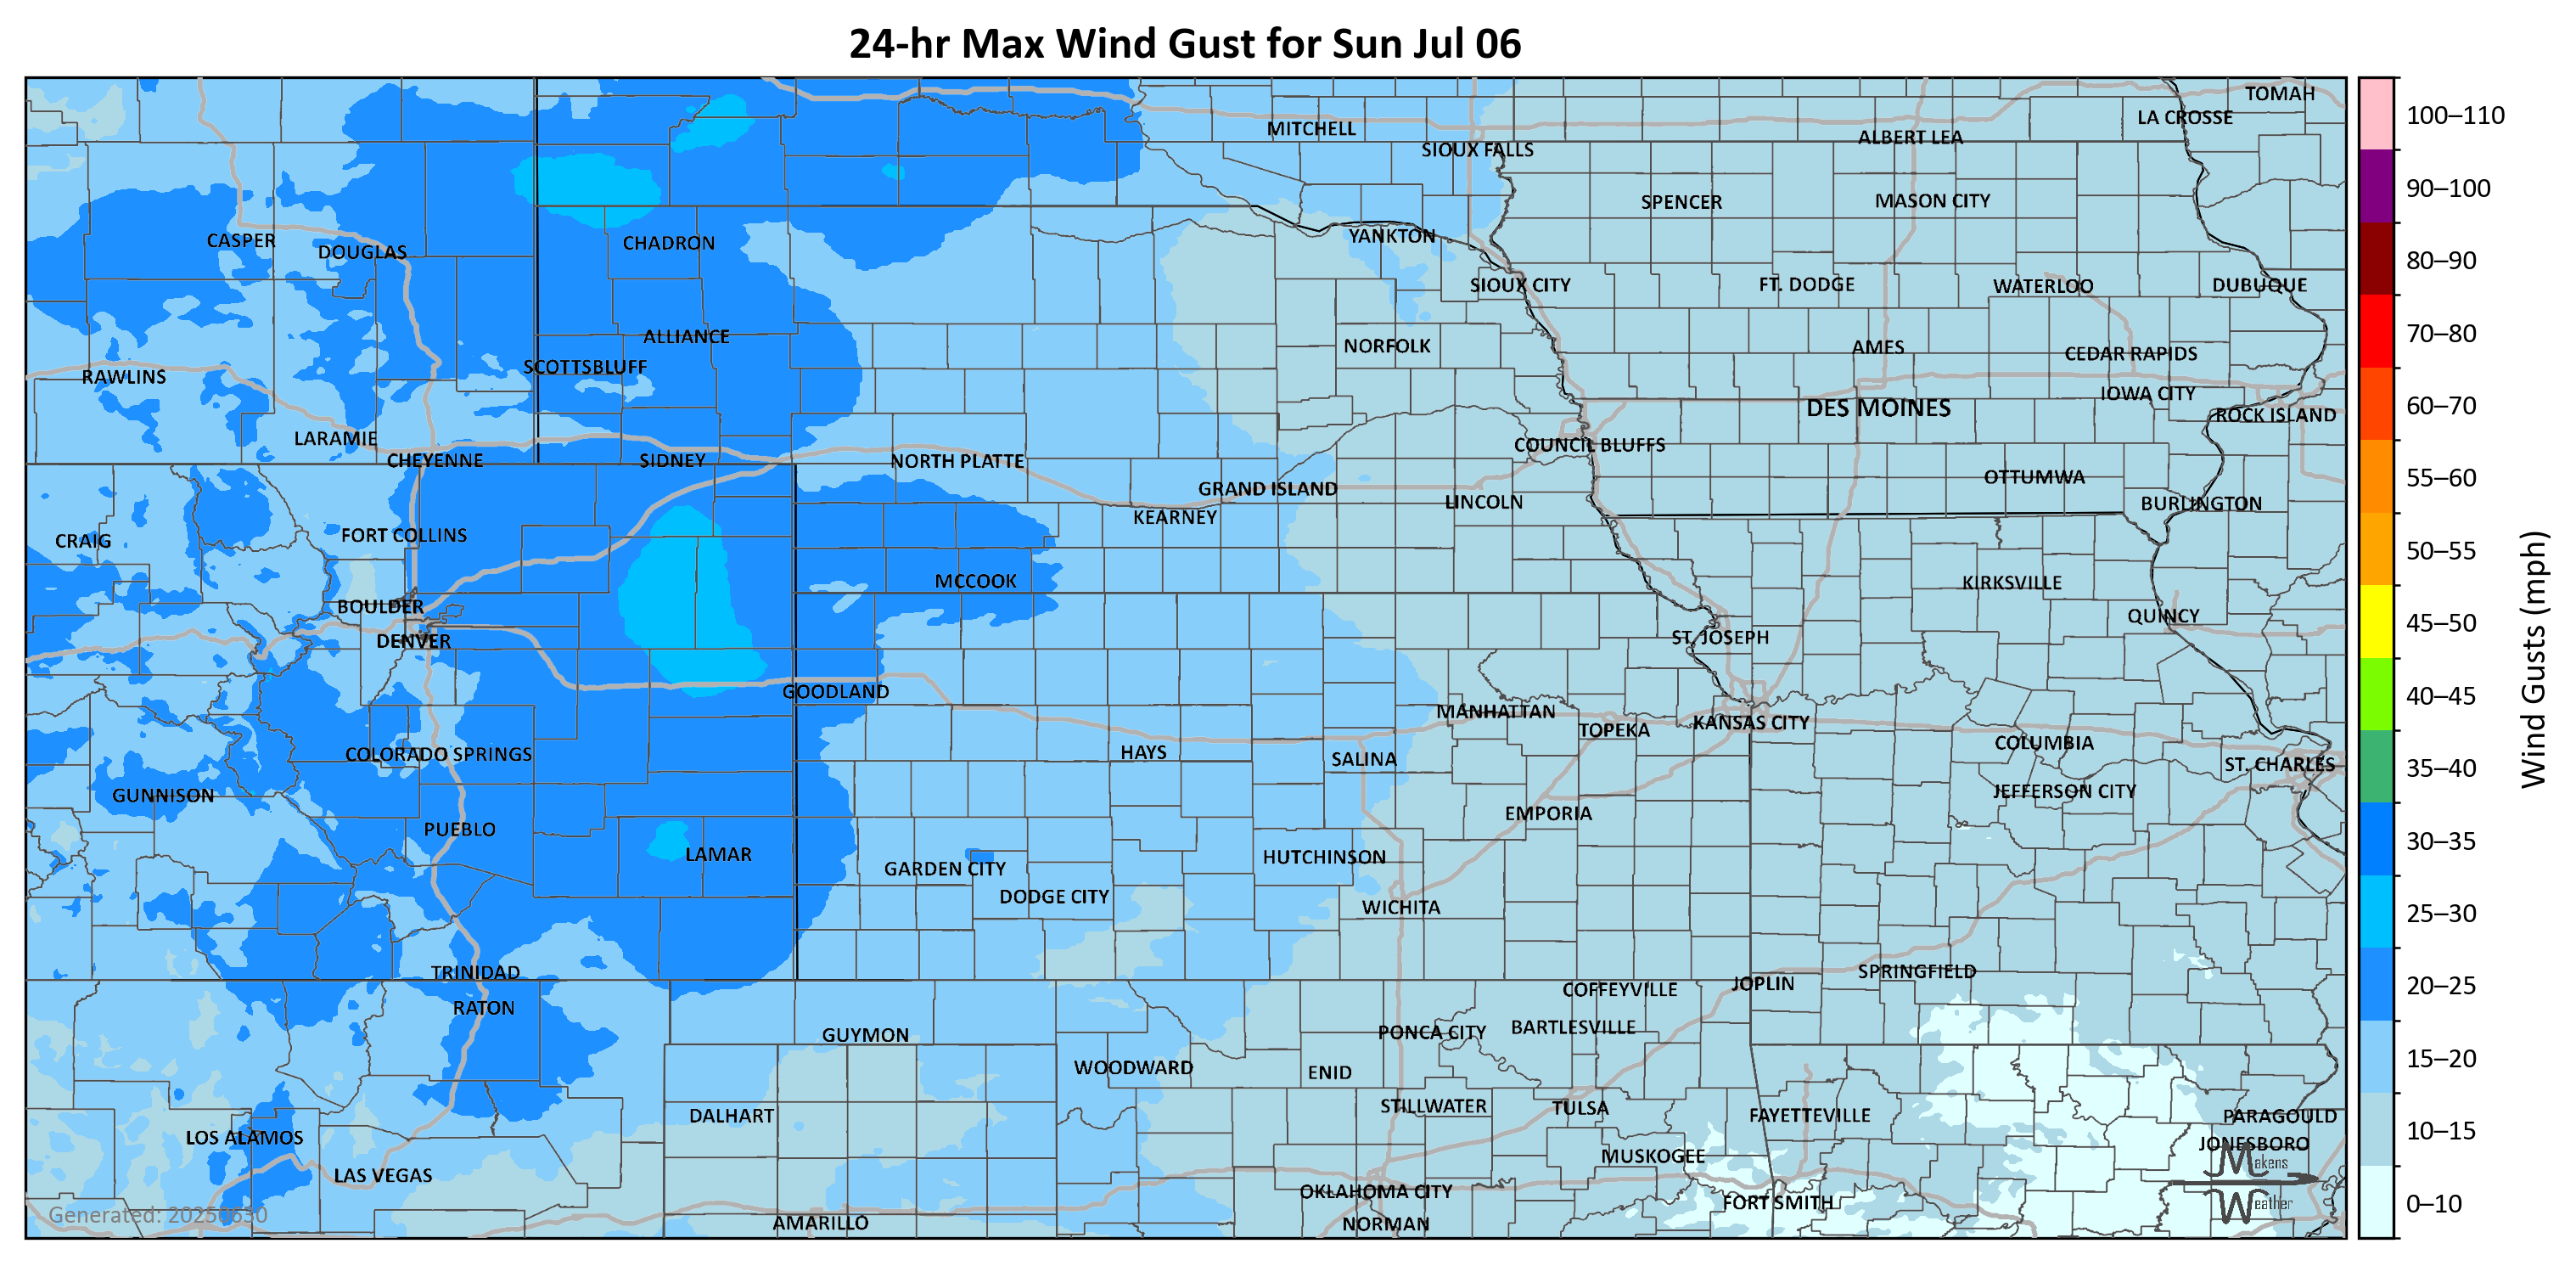 24-hr Max Wind Gust for Sun Jul 06
TOMAH
LA CROSSE
MITCHELL
ALBERT LEA
SIOUX FALLS
SPENCER
MASON CITY
CASPER
DOUGLAS
CHADRON
YANKTON
SIOUX CITY
FT. DODGE
WATERLOO
DUBUQUE
ALLIANCE
NORFOLK
AMES
CEDAR RAPIDS
SCOTTSBLUFF
RAWLINS
IOWA CITY
DES MOINES
ROCK ISLAND
LARAMIE
COUNCIL BLUFFS
CHEYENNE
SIDNEY
NORTH PLATTE
OTTUMWA
GRAND ISLAND
LINCOLN
BURLINGTON
KEARNEY
FORT COLLINS
CRAIG
MCCOOK
KIRKSVILLE
BOULDER
QUINCY
DENVER
ST. JOSEPH
GOODLAND
MANHATTAN
KANSAS CITY
TOPEKA
COLUMBIA
COLORADO SPRINGS
HAYS
SALINA
ST. CHARLES
GUNNISON
JEFFERSON CITY
EMPORIA
PUEBLO
LAMAR
HUTCHINSON
GARDEN CITY
DODGE CITY
WICHITA
TRINIDAD
SPRINGFIELD
JOPLIN
COFFEYVILLE
RATON
GUYMON
PONCA CITY
BARTLESVILLE
WOODWARD
ENID
DALHART
STILLWATER
TULSA
FAYETTEVILLE
PARAGOULD
LOS ALAMOS
JONESBORO
MUSKOGEE
LAS VEGAS
OKLAHOMA CITY
FORT SMITH
AMARILLO
NORMAN
Generated: 20250630
Makens
Weather
100–110
90–100
80–90
70–80
60–70
55–60
50–55
45–50
40–45
35–40
30–35
25–30
20–25
15–20
10–15
0–10
Wind Gusts (mph)